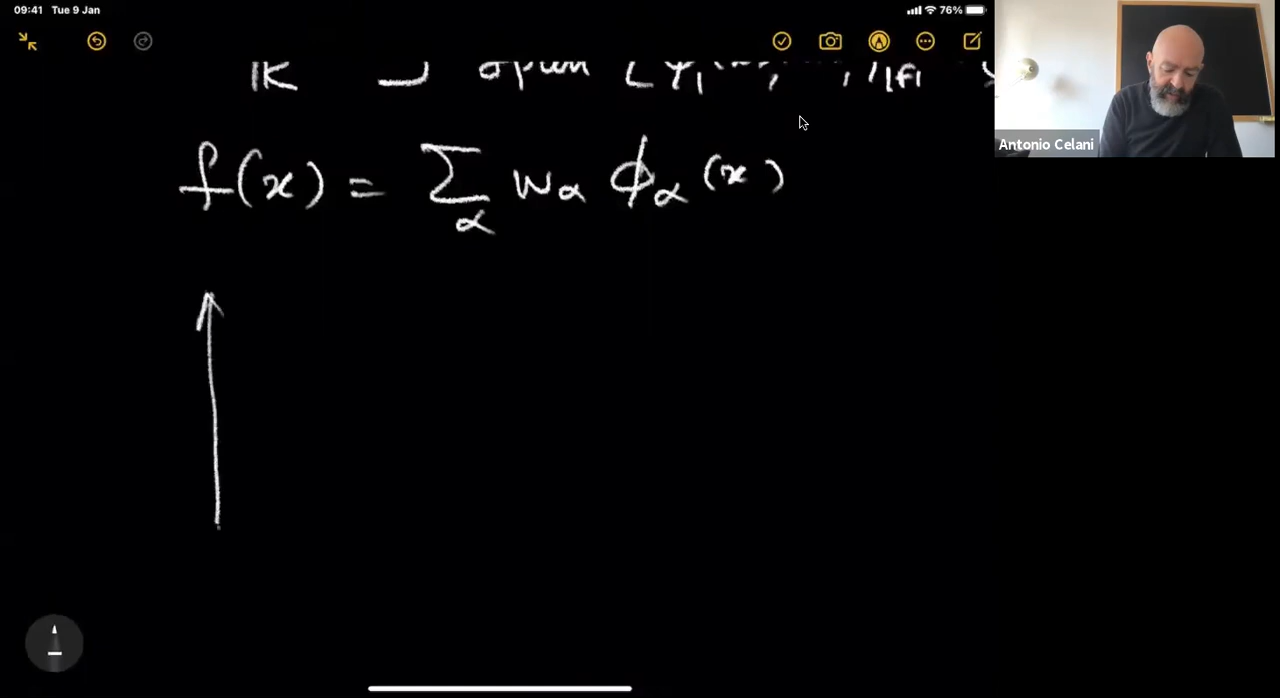 09:41 Tue 9 Jan 76%
f(x) = Σ_α w_α ϕ_α (x)
Antonio Celani